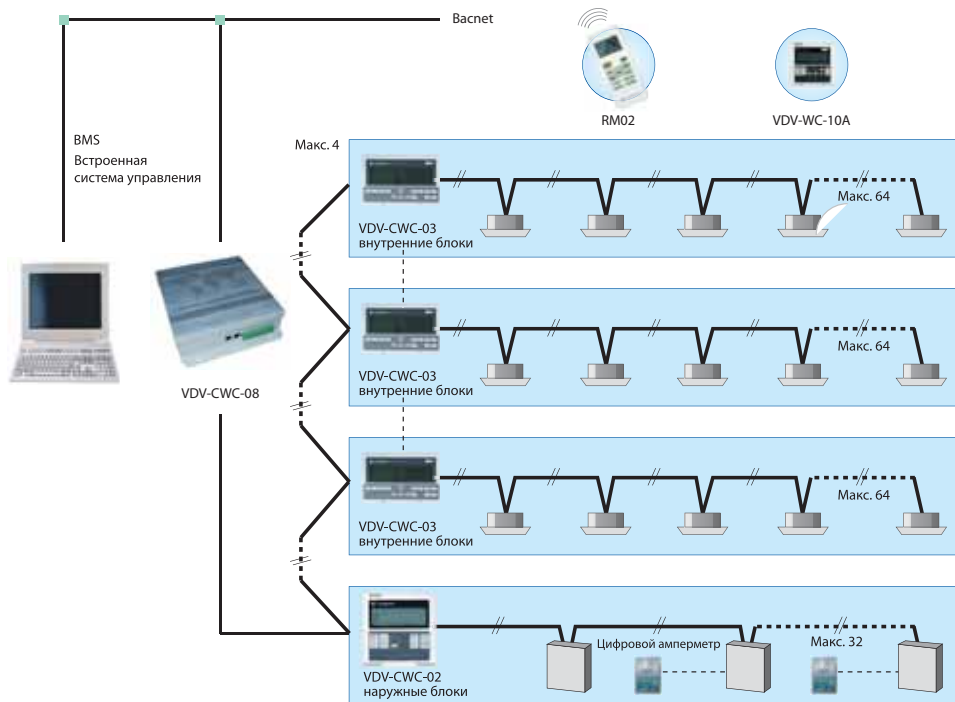 Bacnet
RM02
VDV-WC-10A
BMS
Встроенная
система управления
Макс. 4
Макс. 64
VDV-CWC-03
внутренние блоки
Макс. 64
VDV-CWC-03
внутренние блоки
VDV-CWC-08
Макс. 64
VDV-CWC-03
внутренние блоки
Цифровой амперметр
Макс. 32
VDV-CWC-02
наружные блоки